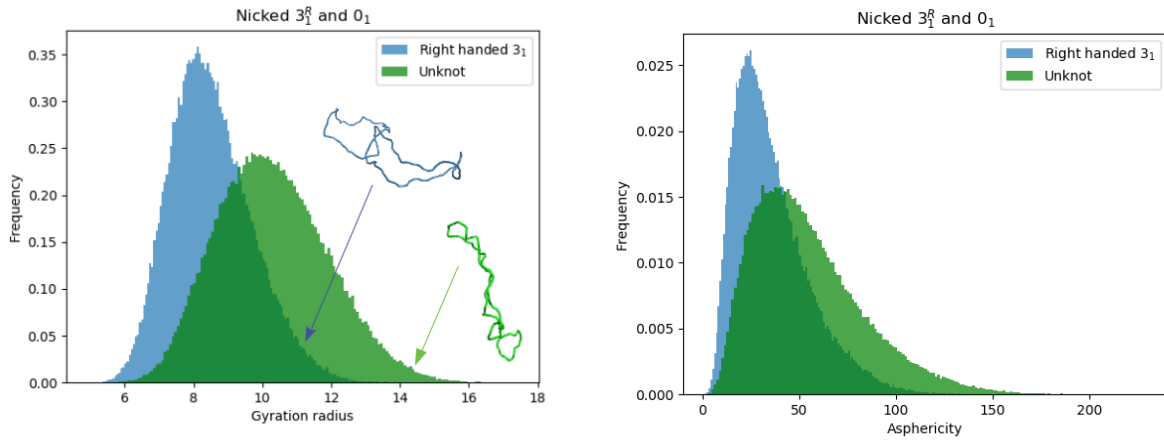 Nicked 3₁ᴿ and 0₁
Right handed 3₁
Unknot
0.35
0.30
0.25
0.20
0.15
0.10
0.05
0.00
Frequency
6
8
10
12
14
16
18
Gyration radius
Nicked 3₁ᴿ and 0₁
Right handed 3₁
Unknot
0.025
0.020
0.015
0.010
0.005
0.000
Frequency
0
50
100
150
200
Asphericity